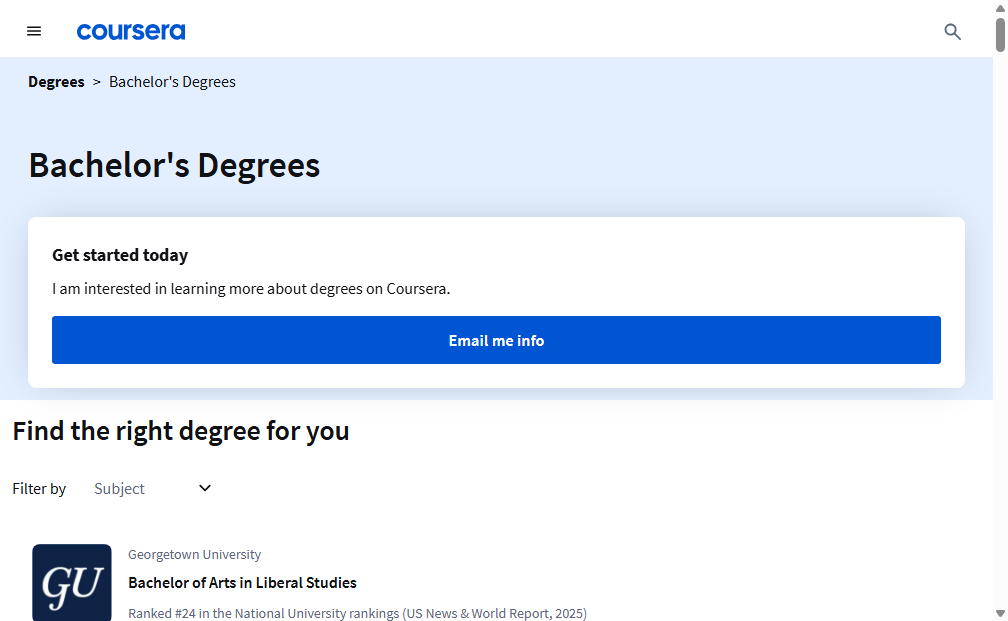 coursera
Degrees > Bachelor's Degrees
Bachelor's Degrees
Get started today
I am interested in learning more about degrees on Coursera.
Email me info
Find the right degree for you
Filter by Subject
GU
Georgetown University
Bachelor of Arts in Liberal Studies
Ranked #24 in the National University rankings (US News & World Report, 2025)